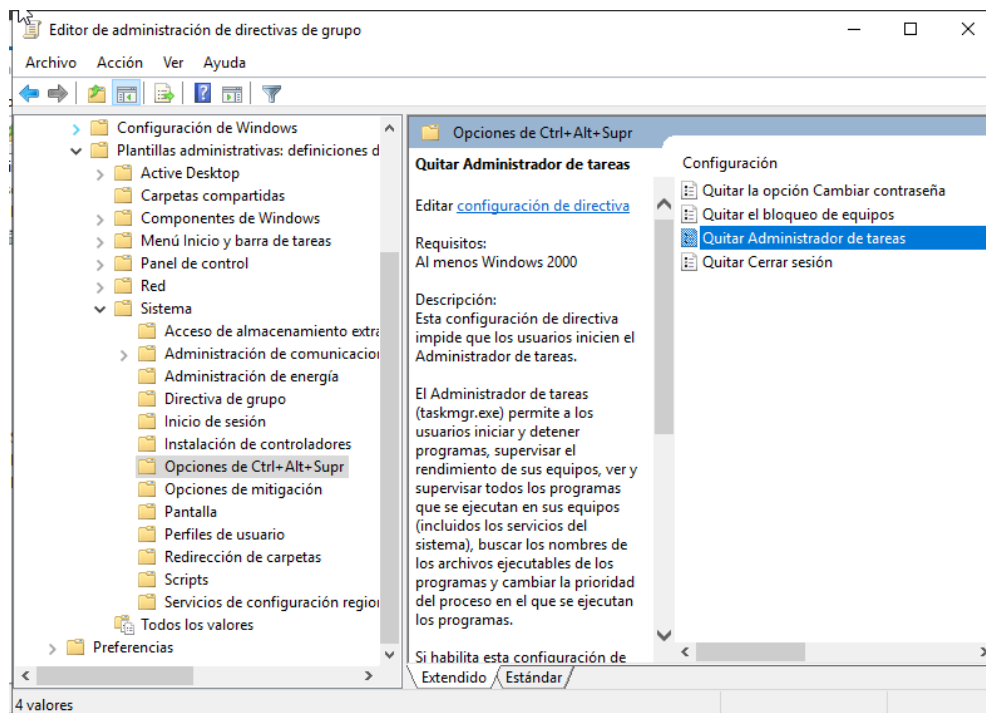 Editor de administración de directivas de grupo
Archivo Acción Ver Ayuda
Configuración de Windows
Plantillas administrativas: definiciones d
Active Desktop
Carpetas compartidas
Componentes de Windows
Menú Inicio y barra de tareas
Panel de control
Red
Sistema
Acceso de almacenamiento extra
Administración de comunicacion
Administración de energía
Directiva de grupo
Inicio de sesión
Instalación de controladores
Opciones de Ctrl+Alt+Supr
Opciones de mitigación
Pantalla
Perfiles de usuario
Redirección de carpetas
Scripts
Servicios de configuración region
Todos los valores
Preferencias
Opciones de Ctrl+Alt+Supr
Quitar Administrador de tareas
Editar configuración de directiva
Requisitos:
Al menos Windows 2000
Descripción:
Esta configuración de directiva
impide que los usuarios inicien el
Administrador de tareas.
El Administrador de tareas
(taskmgr.exe) permite a los
usuarios iniciar y detener
programas, supervisar el
rendimiento de sus equipos, ver y
supervisar todos los programas
que se ejecutan en sus equipos
(incluidos los servicios del
sistema), buscar los nombres de
los archivos ejecutables de los
programas y cambiar la prioridad
del proceso en el que se ejecutan
los programas.
Si habilita esta configuración de
Configuración
Quitar la opción Cambiar contraseña
Quitar el bloqueo de equipos
Quitar Administrador de tareas
Quitar Cerrar sesión
Extendido Estándar
4 valores